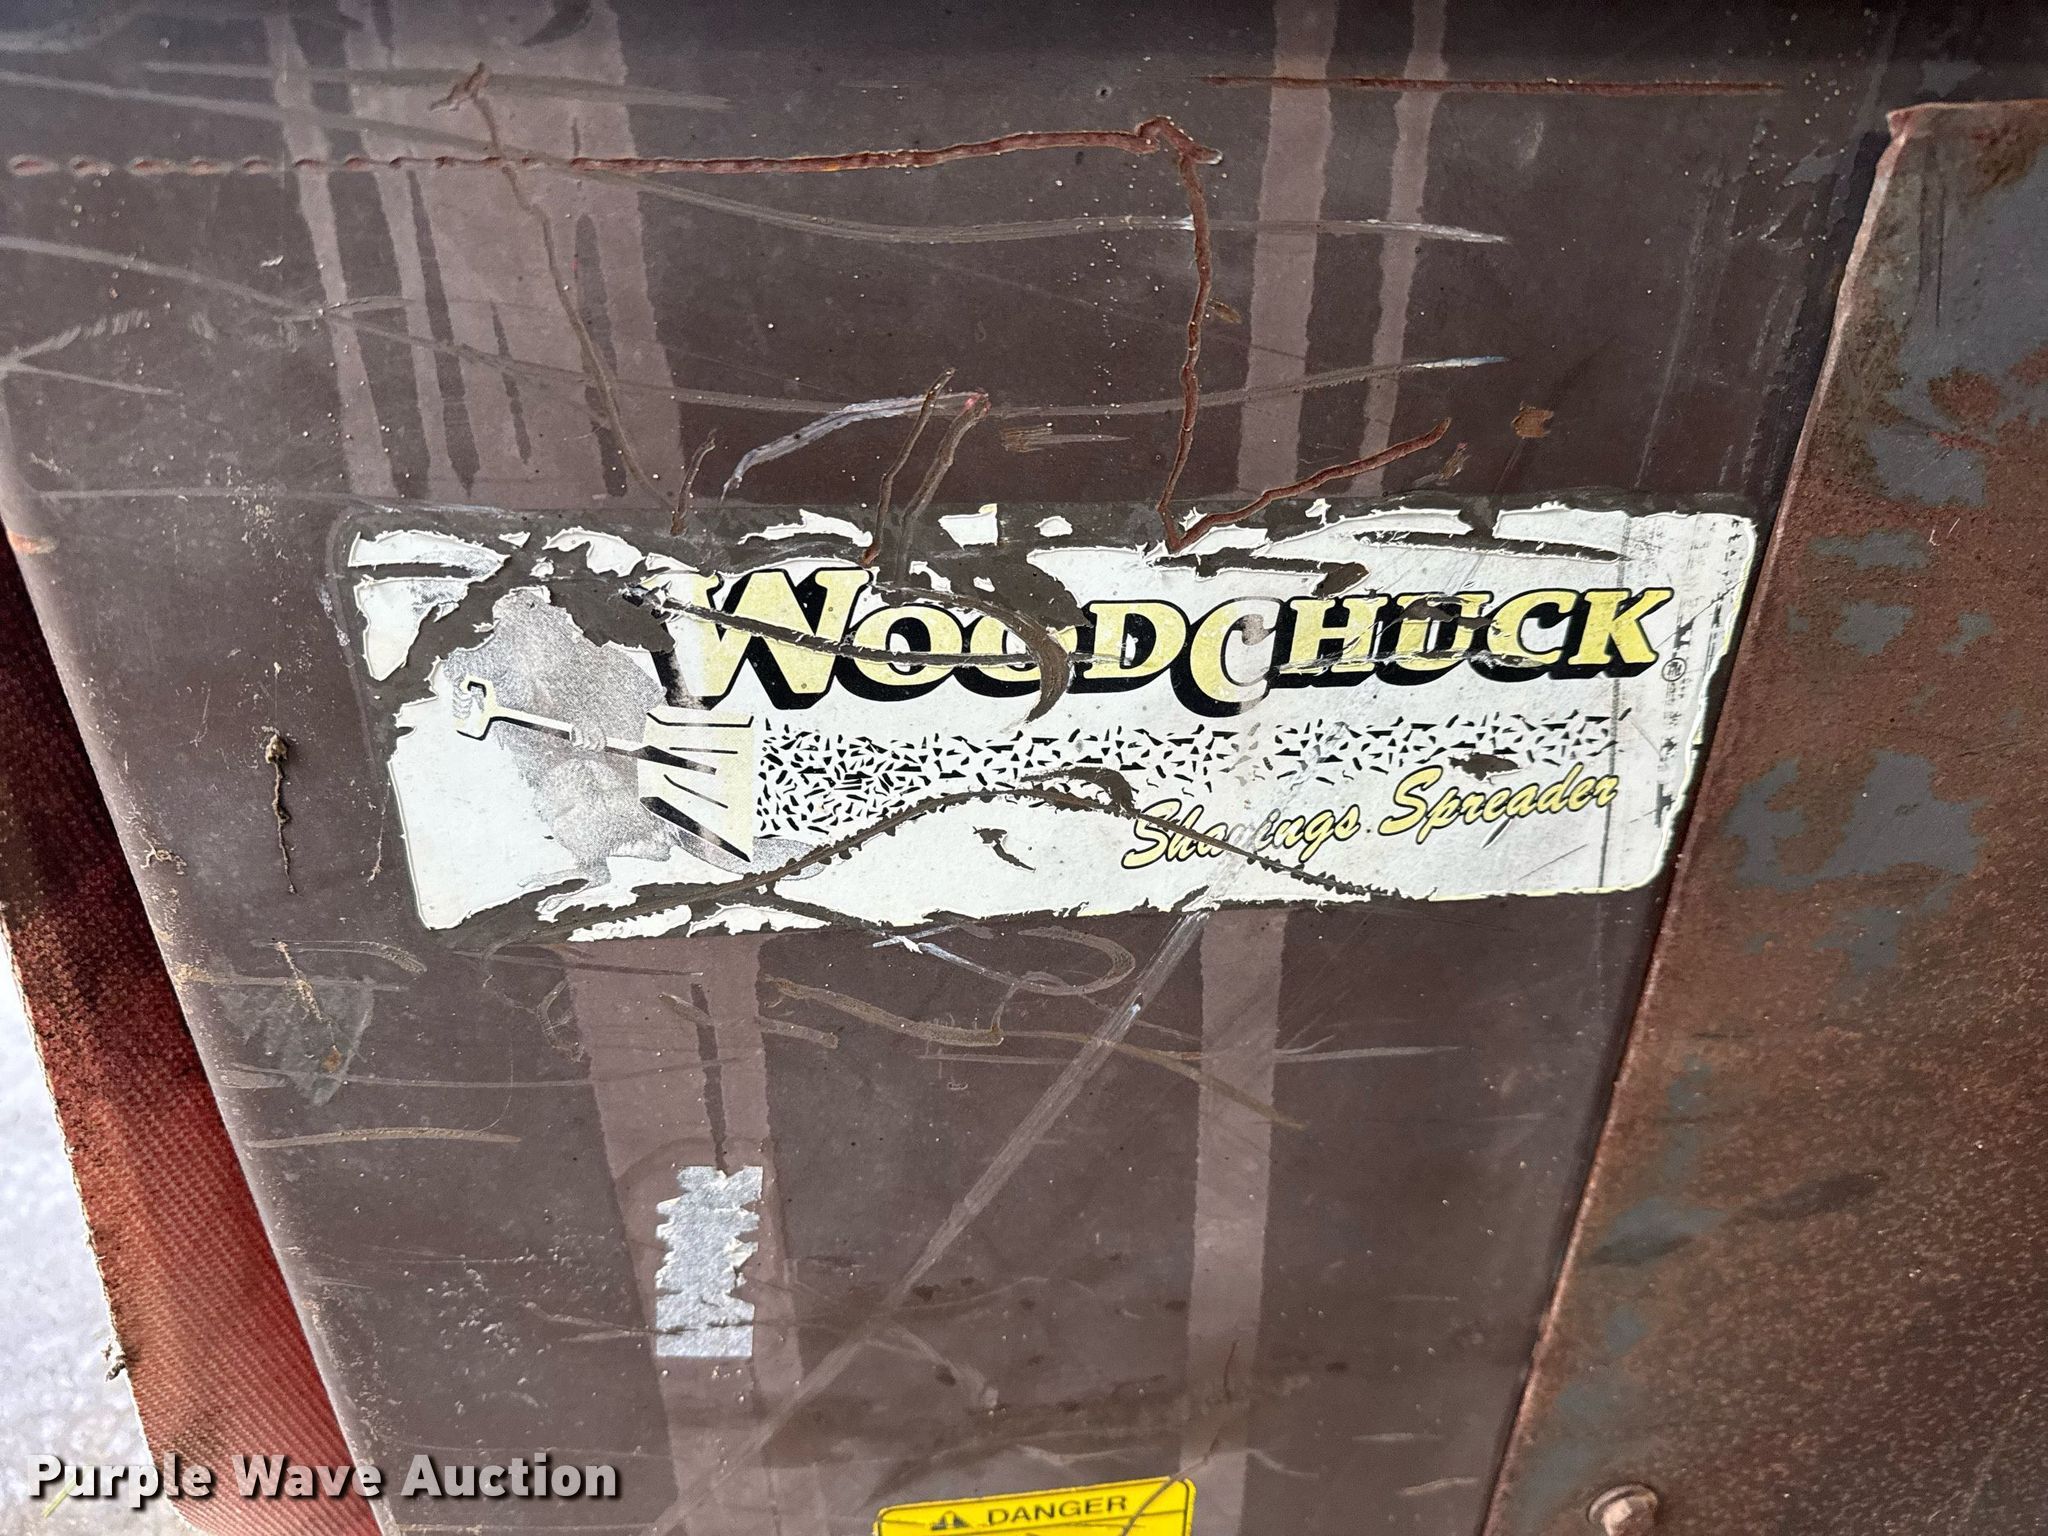 WOODCHUCK
Shavings Spreader
DANGER
Purple Wave Auction